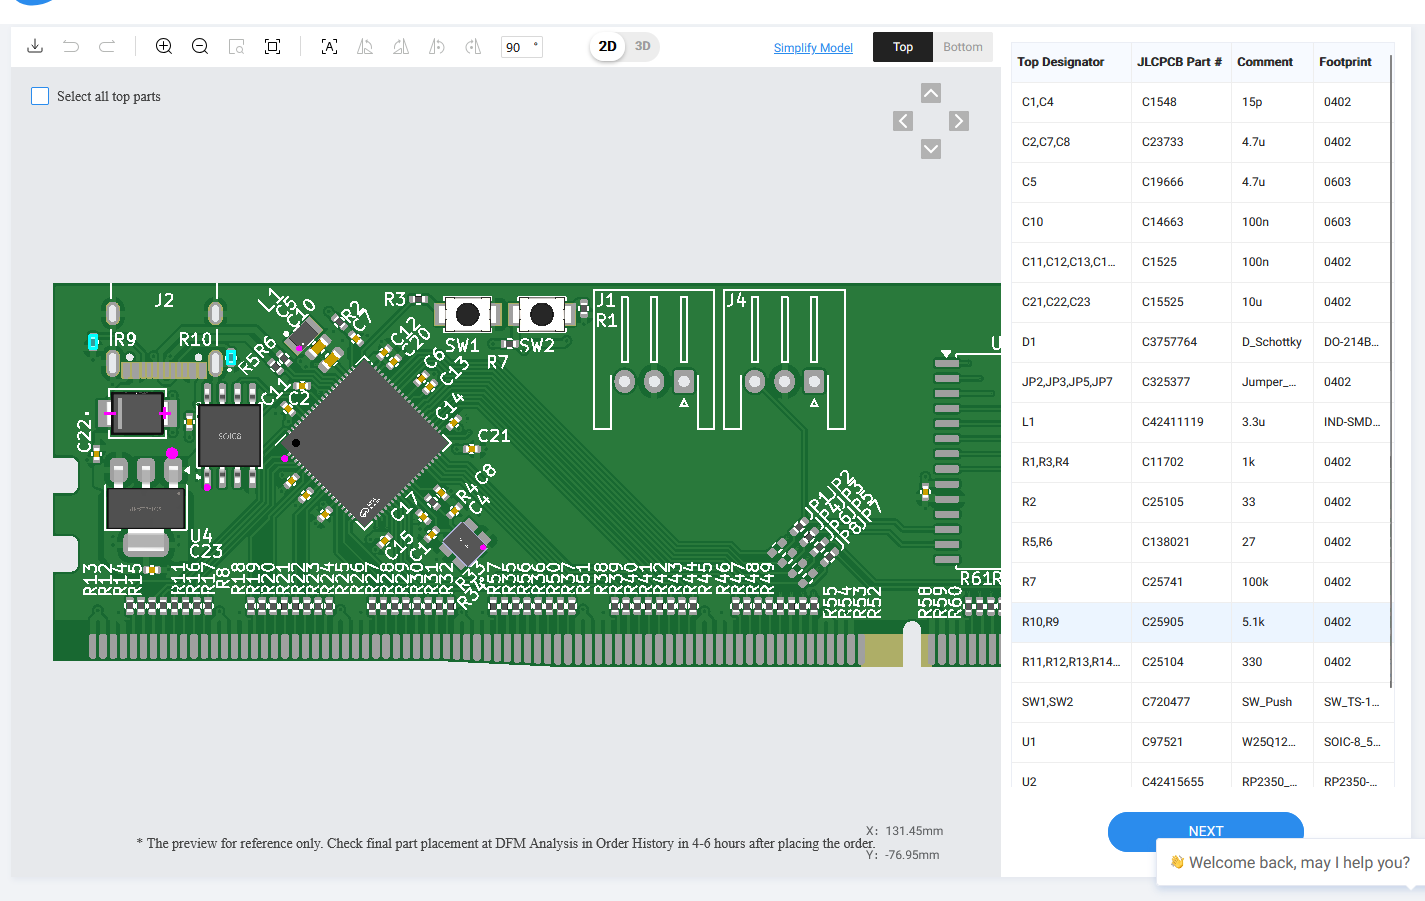 90 °
2D
3D
Simplify Model
Top
Bottom
Select all top parts
Top Designator JLCPCB Part # Comment Footprint
C1,C4 C1548 15p 0402
C2,C7,C8 C23733 4.7u 0402
C5 C19666 4.7u 0603
C10 C14663 100n 0603
C11,C12,C13,C1... C1525 100n 0402
C21,C22,C23 C15525 10u 0402
D1 C3757764 D_Schottky DO-214B...
JP2,JP3,JP5,JP7 C325377 Jumper_... 0402
L1 C42411119 3.3u IND-SMD...
R1,R3,R4 C11702 1k 0402
R2 C25105 33 0402
R5,R6 C138021 27 0402
R7 C25741 100k 0402
R10,R9 C25905 5.1k 0402
R11,R12,R13,R14... C25104 330 0402
SW1,SW2 C720477 SW_Push SW_TS-1...
U1 C97521 W25Q12... SOIC-8_5...
U2 C42415655 RP2350_... RP2350-...
J2
R9
R10
L1
C5
C10
R5
R6
R2
C7
C12
C20
C6
C13
C14
C11
C2
C21
R3
SW1
SW2
R7
J1
R1
J4
U
C22
SOIC8
U4
C23
C17
R4
C8
C4
C15
C1
JP1
JP2
JP4
JP3
JP6
JP5
JP8
JP7
R13
R12
R14
R15
R11
R16
R17
R8
R18
R19
R20
R21
R22
R23
R24
R25
R26
R27
R28
R29
R30
R31
R32
R33
R57
R56
R51
R38
R39
R40
R41
R42
R43
R44
R45
R46
R47
R48
R49
R55
R54
R53
R52
R58
R59
R60
R61
* The preview for reference only. Check final part placement at DFM Analysis in Order History in 4-6 hours after placing the order.
X: 131.45mm
Y: -76.95mm
NEXT
👋 Welcome back, may I help you?